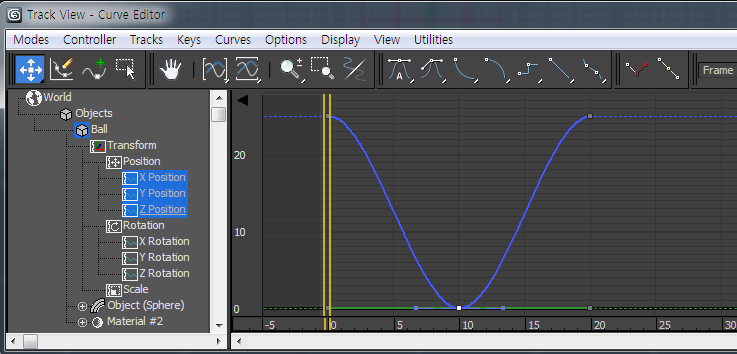 Track View - Curve Editor
Modes Controller Tracks Keys Curves Options Display View Utilities
Frame
World
Objects
Ball
Transform
Position
X Position
Y Position
Z Position
Rotation
X Rotation
Y Rotation
Z Rotation
Scale
Object (Sphere)
Material #2
20
10
0
-5 0 5 10 15 20 25 30